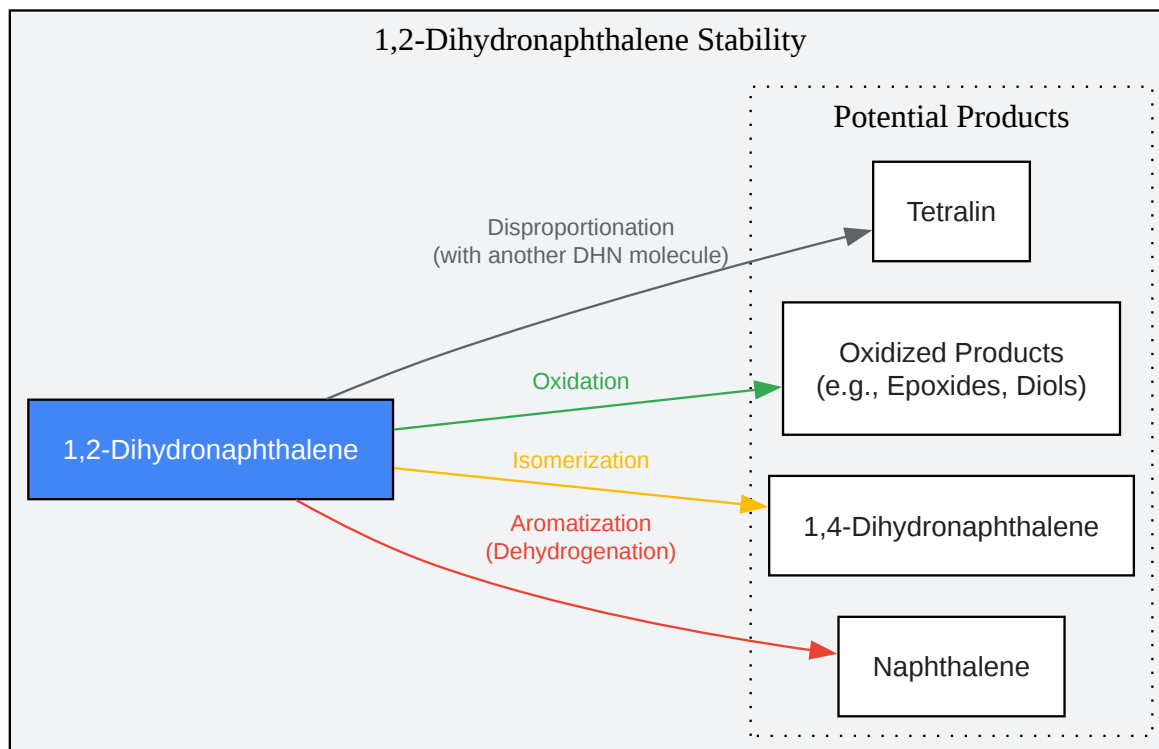 1,2-Dihydronaphthalene Stability
Potential Products
Tetralin
Disproportionation
(with another DHN molecule)
Oxidized Products
(e.g., Epoxides, Diols)
Oxidation
1,2-Dihydronaphthalene
Isomerization
1,4-Dihydronaphthalene
Aromatization
(Dehydrogenation)
Naphthalene